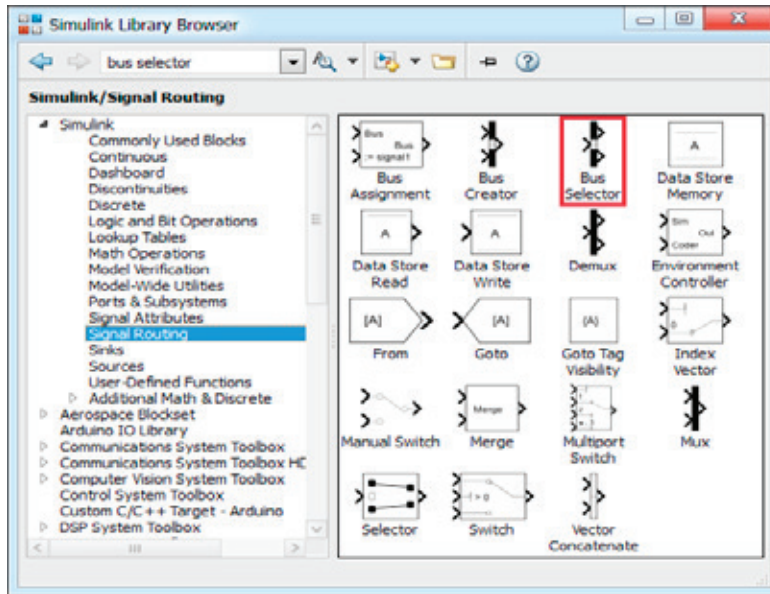 Simulink Library Browser
bus selector
Simulink/Signal Routing
Simulink
Commonly Used Blocks
Continuous
Dashboard
Discontinuities
Discrete
Logic and Bit Operations
Lookup Tables
Math Operations
Model Verification
Model-Wide Utilities
Ports & Subsystems
Signal Attributes
Signal Routing
Sinks
Sources
User-Defined Functions
Additional Math & Discrete
Aerospace Blockset
Arduino IO Library
Communications System Toolbox
Communications System Toolbox HC
Computer Vision System Toolbox
Control System Toolbox
Custom C/C++ Target - Arduino
DSP System Toolbox
Bus
Bus
:= signal1
A
Bus
Assignment
Bus
Creator
Bus
Selector
Data Store
Memory
A
A
Sim
Out
Coder
Data Store
Read
Data Store
Write
Demux
Environment
Controller
[A]
[A]
{A}
0
From
Goto
Goto Tag
Visibility
Index
Vector
Merge
Manual Switch
Merge
Multiport
Switch
Mux
Selector
Switch
Vector
Concatenate